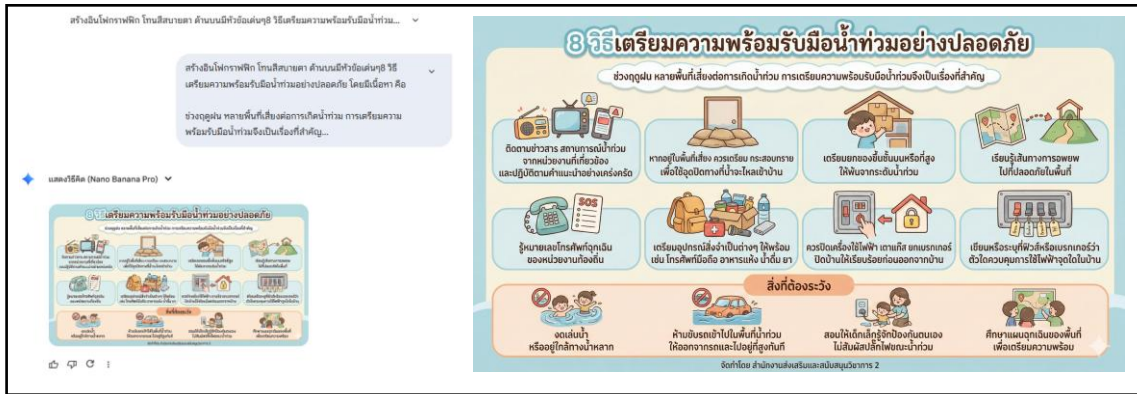 สร้างอินโฟกราฟฟิก โทนสีสบายตา ด้านบนมีหัวข้อเด่นๆ8 วิธีเตรียมความพร้อมรับมือน้ำท่วม...
สร้างอินโฟกราฟฟิก โทนสีสบายตา ด้านบนมีหัวข้อเด่นๆ8 วิธี
เตรียมความพร้อมรับมือน้ำท่วมอย่างปลอดภัย โดยมีเนื้อหา คือ
ช่วงฤดูฝน หลายพื้นที่เสี่ยงต่อการเกิดน้ำท่วม การเตรียมความ
พร้อมรับมือน้ำท่วมจึงเป็นเรื่องที่สำคัญ...
แสดงวิธีคิด (Nano Banana Pro)
8 วิธีเตรียมความพร้อมรับมือน้ำท่วมอย่างปลอดภัย
ช่วงฤดูฝน หลายพื้นที่เสี่ยงต่อการเกิดน้ำท่วม การเตรียมความพร้อมรับมือน้ำท่วมจึงเป็นเรื่องที่สำคัญ
ติดตามข่าวสาร สถานการณ์น้ำท่วม
จากหน่วยงานที่เกี่ยวข้อง
และปฏิบัติตามคำแนะนำอย่างเคร่งครัด
หากอยู่ในพื้นที่เสี่ยง ควรเตรียม กระสอบทราย
เพื่อใช้อุดปิดทางที่น้ำจะไหลเข้าบ้าน
เตรียมยกของขึ้นชั้นบนหรือที่สูง
ให้พ้นจากระดับน้ำท่วม
เรียนรู้เส้นทางการอพยพ
ไปที่ปลอดภัยในพื้นที่
SOS
รู้หมายเลขโทรศัพท์ฉุกเฉิน
ของหน่วยงานท้องถิ่น
เตรียมอุปกรณ์สิ่งจำเป็นต่างๆ ให้พร้อม
เช่น โทรศัพท์มือถือ อาหารแห้ง น้ำดื่ม ยา
ควรปิดเครื่องใช้ไฟฟ้า เตาแก๊ส ยกเบรกเกอร์
ปิดบ้านให้เรียบร้อยก่อนออกจากบ้าน
เขียนหรือระบุที่ฟิวส์หรือเบรกเกอร์ว่า
ตัวใดควบคุมการใช้ไฟฟ้าจุดใดในบ้าน
สิ่งที่ต้องระวัง
งดเล่นน้ำ
หรืออยู่ใกล้ทางน้ำหลาก
ห้ามขับรถเข้าไปในพื้นที่น้ำท่วม
ให้ออกจากรถและไปอยู่ที่สูงทันที
สอนให้เด็กเล็กรู้จักป้องกันตนเอง
ไม่สัมผัสปลั๊กไฟขณะน้ำท่วม
ศึกษาแผนฉุกเฉินของพื้นที่
เพื่อเตรียมความพร้อม
จัดทำโดย สำนักงานส่งเสริมและสนับสนุนวิชาการ 2